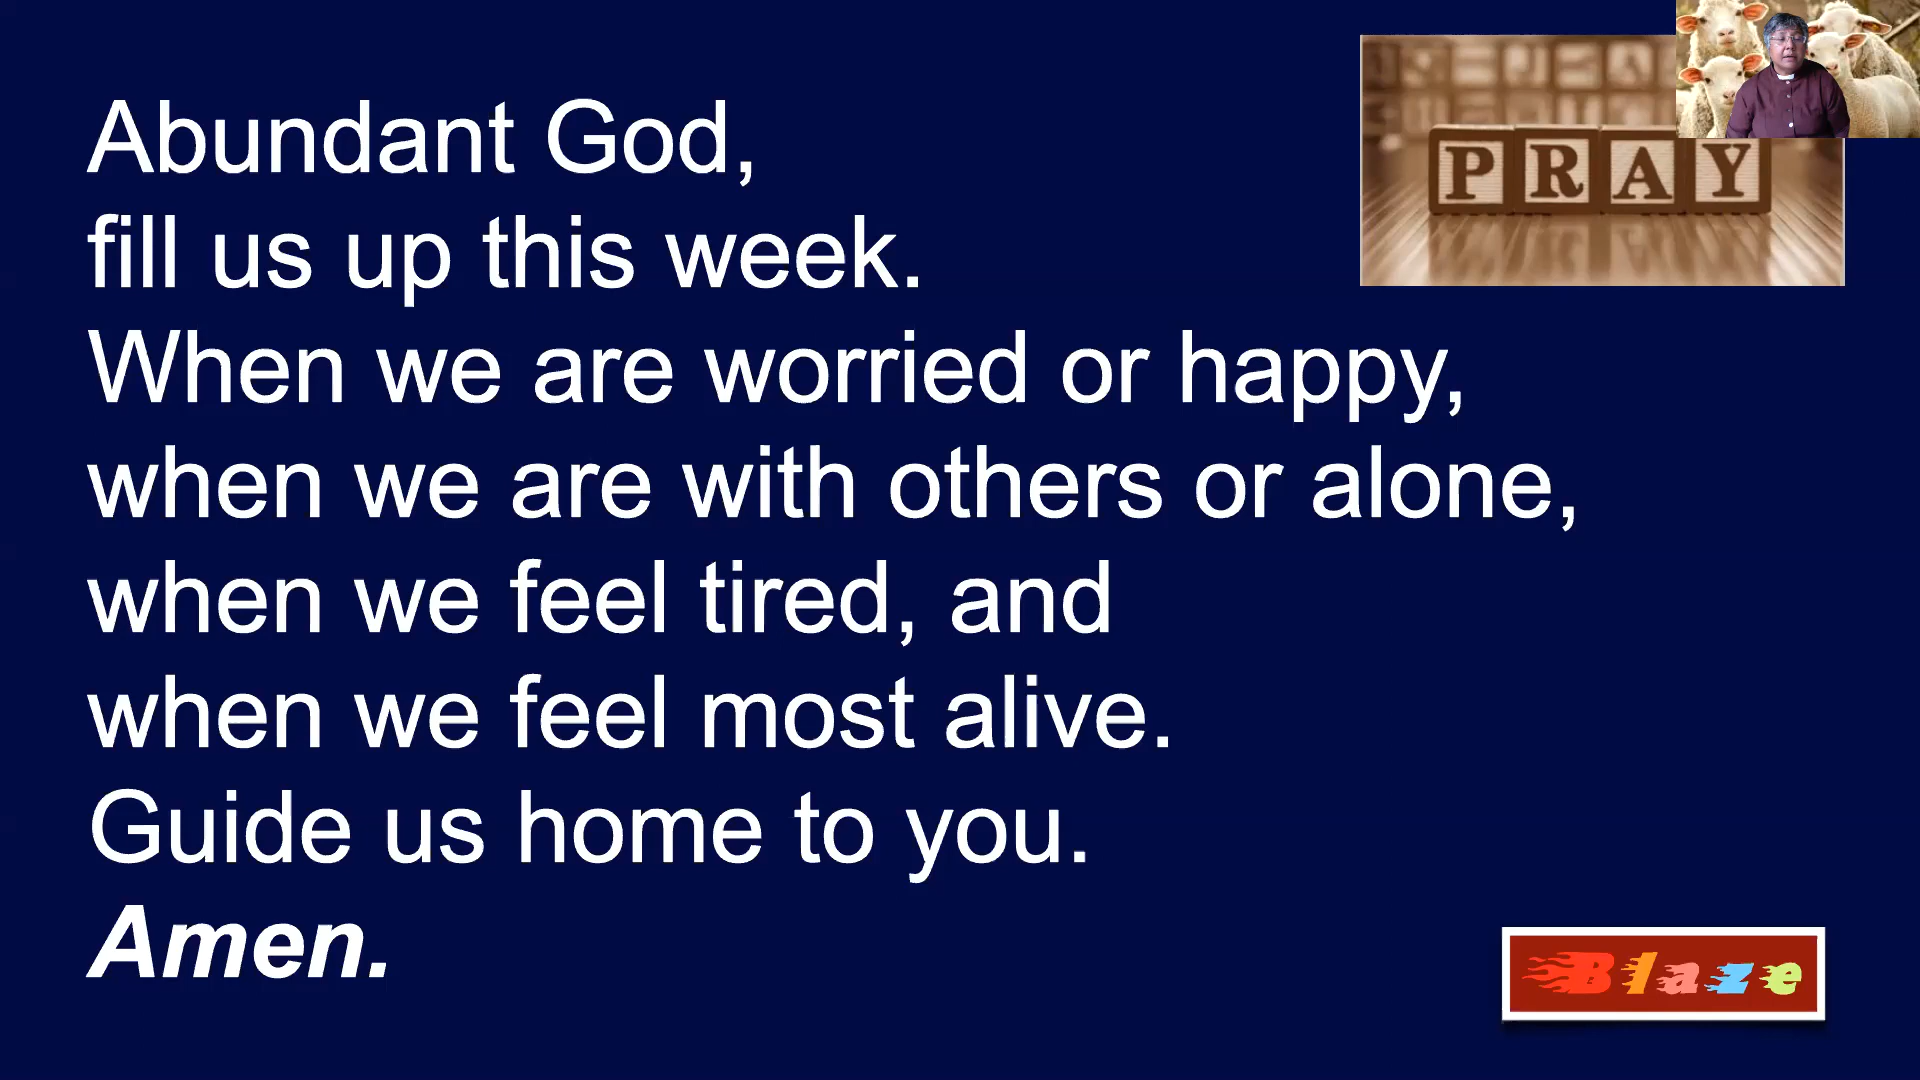 Abundant God,
fill us up this week.
When we are worried or happy,
when we are with others or alone,
when we feel tired, and
when we feel most alive.
Guide us home to you.
Amen.
PRAY
Blaze